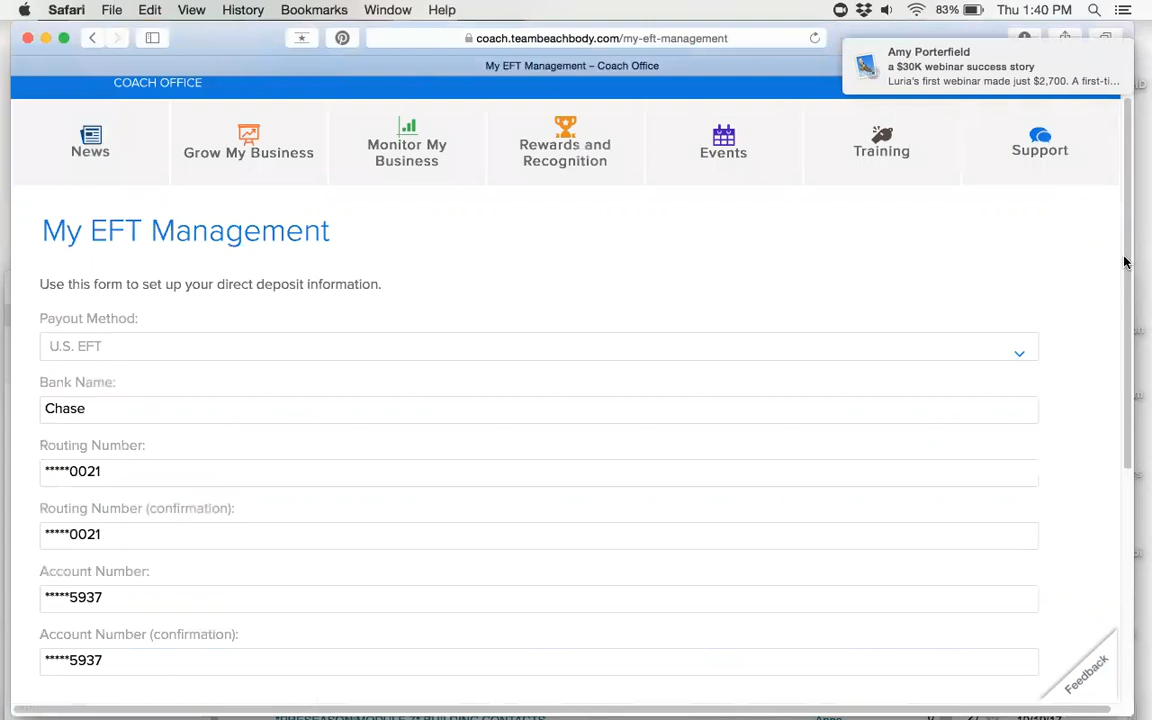 Safari File Edit View History Bookmarks Window Help 83% Thu 1:40 PM
coach.teambeachbody.com/my-eft-management
My EFT Management – Coach Office
Amy Porterfield
a $30K webinar success story
Luria's first webinar made just $2,700. A first-ti...
COACH OFFICE
News
Grow My Business
Monitor My
Business
Rewards and
Recognition
Events
Training
Support
My EFT Management
Use this form to set up your direct deposit information.
Payout Method:
U.S. EFT
Bank Name:
Chase
Routing Number:
*****0021
Routing Number (confirmation):
*****0021
Account Number:
*****5937
Account Number (confirmation):
*****5937
Feedback